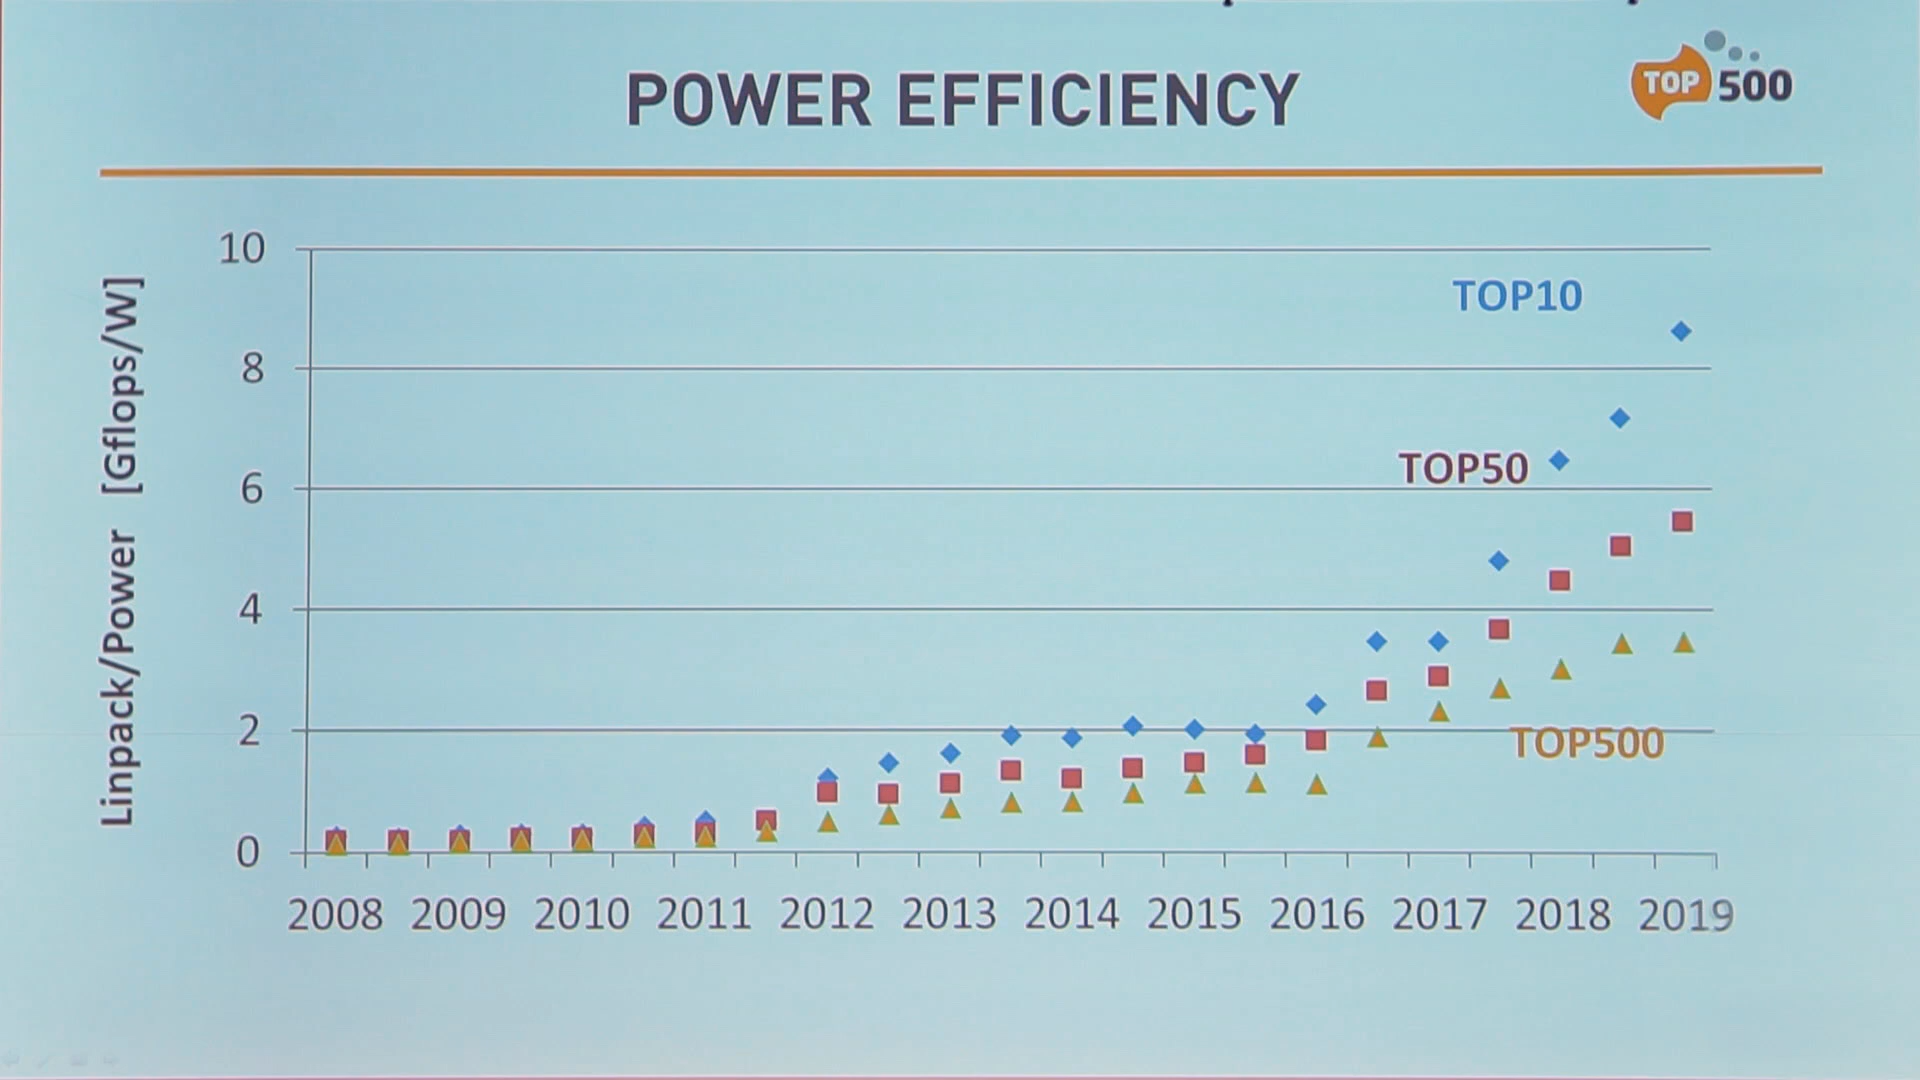 POWER EFFICIENCY
TOP 500
Linpack/Power [Gflops/W]
10
8
6
4
2
0
TOP10
TOP50
TOP500
2008 2009 2010 2011 2012 2013 2014 2015 2016 2017 2018 2019